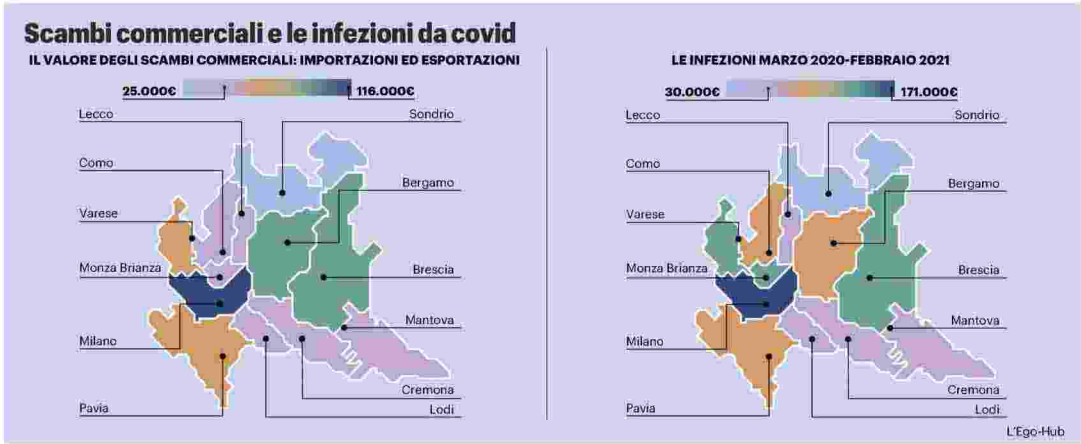 Scambi commerciali e le infezioni da covid
IL VALORE DEGLI SCAMBI COMMERCIALI: IMPORTAZIONI ED ESPORTAZIONI
25.000€
116.000€
Lecco
Sondrio
Como
Bergamo
Varese
Monza Brianza
Brescia
Mantova
Milano
Cremona
Pavia
Lodi
LE INFEZIONI MARZO 2020-FEBBRAIO 2021
30.000€
171.000€
Lecco
Sondrio
Como
Bergamo
Varese
Monza Brianza
Brescia
Mantova
Milano
Cremona
Pavia
Lodi
L'Ego-Hub